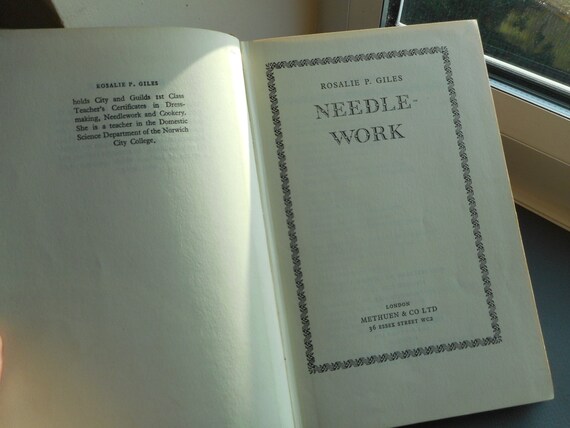 ROSALIE P. GILES
holds City and Guilds 1st Class
Teacher's Certificates in Dress-
making, Needlework and Cookery.
She is a teacher in the Domestic
Science Department of the Norwich
City College.
ROSALIE P. GILES
NEEDLE-
WORK
LONDON
METHUEN & CO LTD
36 ESSEX STREET WC2